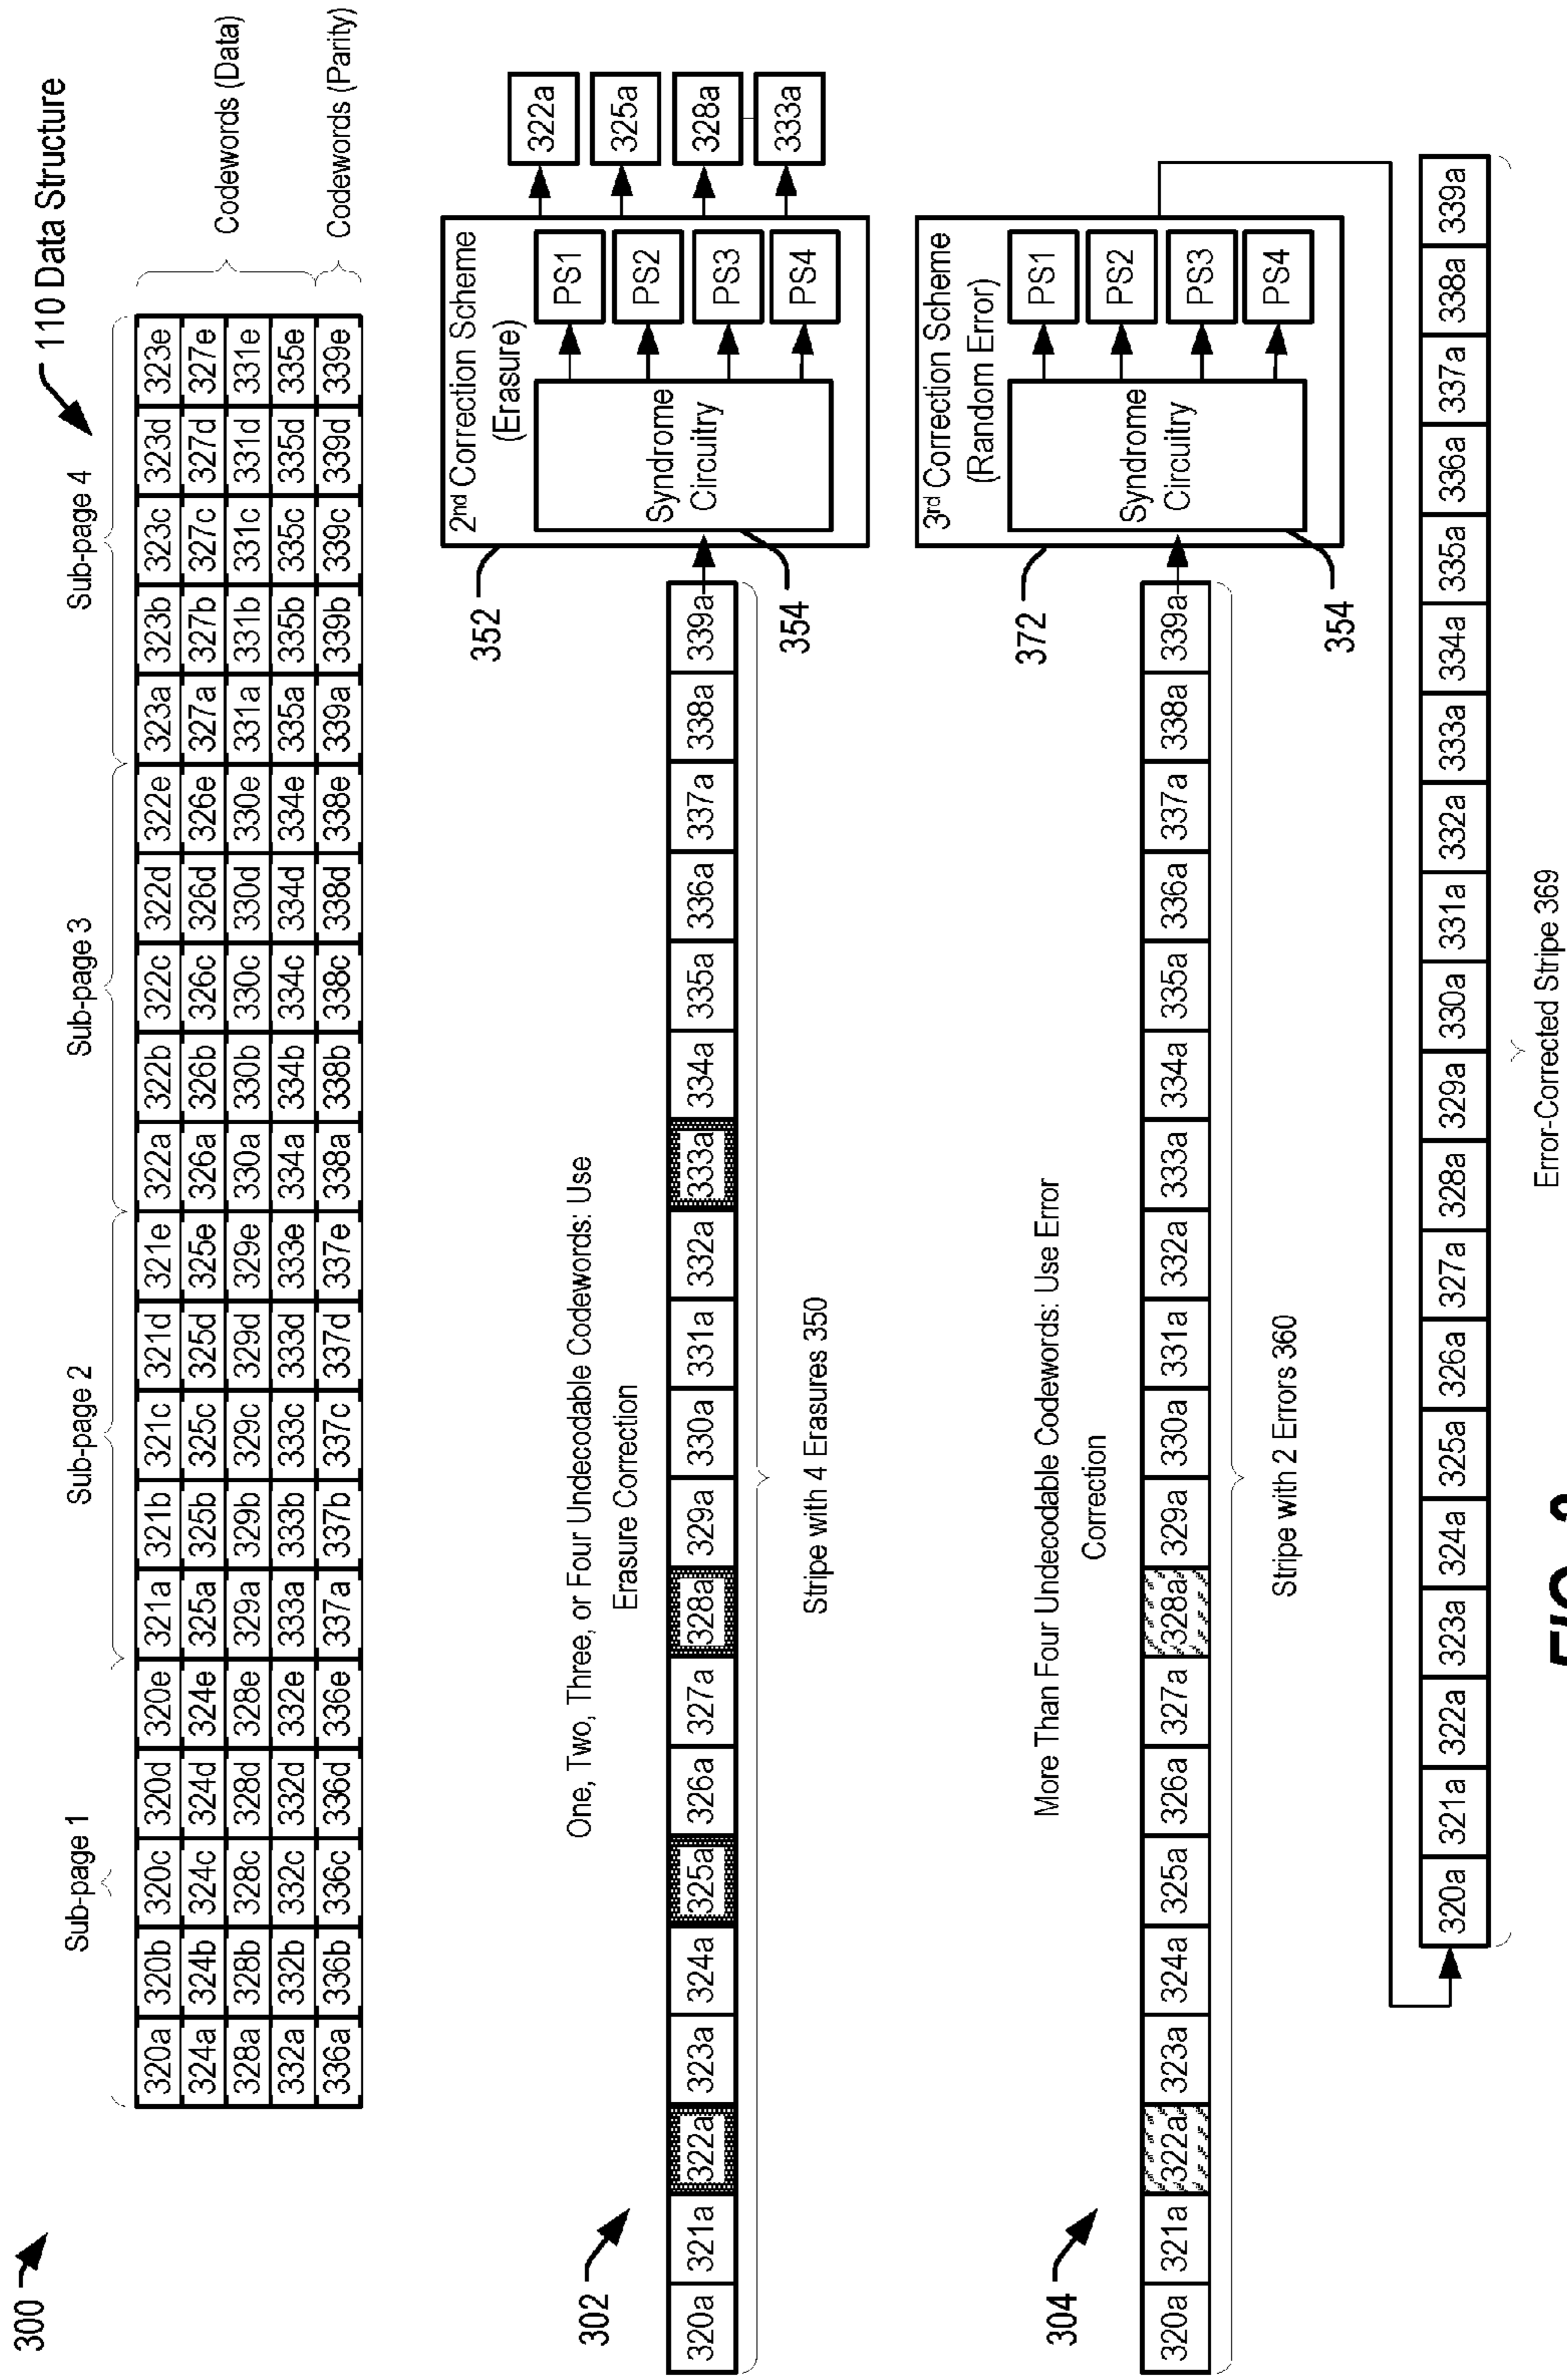 300
110 Data Structure
Sub-page 1
Sub-page 2
Sub-page 3
Sub-page 4
320a 320b 320c 320d 320e 321a 321b 321c 321d 321e 322a 322b 322c 322d 322e 323a 323b 323c 323d 323e
324a 324b 324c 324d 324e 325a 325b 325c 325d 325e 326a 326b 326c 326d 326e 327a 327b 327c 327d 327e
328a 328b 328c 328d 328e 329a 329b 329c 329d 329e 330a 330b 330c 330d 330e 331a 331b 331c 331d 331e
332a 332b 332c 332d 332e 333a 333b 333c 333d 333e 334a 334b 334c 334d 334e 335a 335b 335c 335d 335e
336a 336b 336c 336d 336e 337a 337b 337c 337d 337e 338a 338b 338c 338d 338e 339a 339b 339c 339d 339e
Codewords (Data)
Codewords (Parity)
302
One, Two, Three, or Four Undecodable Codewords: Use
Erasure Correction
320a 321a 322a 323a 324a 325a 326a 327a 328a 329a 330a 331a 332a 333a 334a 335a 336a 337a 338a 339a
Stripe with 4 Erasures 350
352
2nd Correction Scheme
(Erasure)
Syndrome
Circuitry
354
PS1
PS2
PS3
PS4
322a
325a
328a
333a
304
More Than Four Undecodable Codewords: Use Error
Correction
320a 321a 322a 323a 324a 325a 326a 327a 328a 329a 330a 331a 332a 333a 334a 335a 336a 337a 338a 339a
Stripe with 2 Errors 360
372
3rd Correction Scheme
(Random Error)
Syndrome
Circuitry
354
PS1
PS2
PS3
PS4
320a 321a 322a 323a 324a 325a 326a 327a 328a 329a 330a 331a 332a 333a 334a 335a 336a 337a 338a 339a
Error-Corrected Stripe 369
FIG.